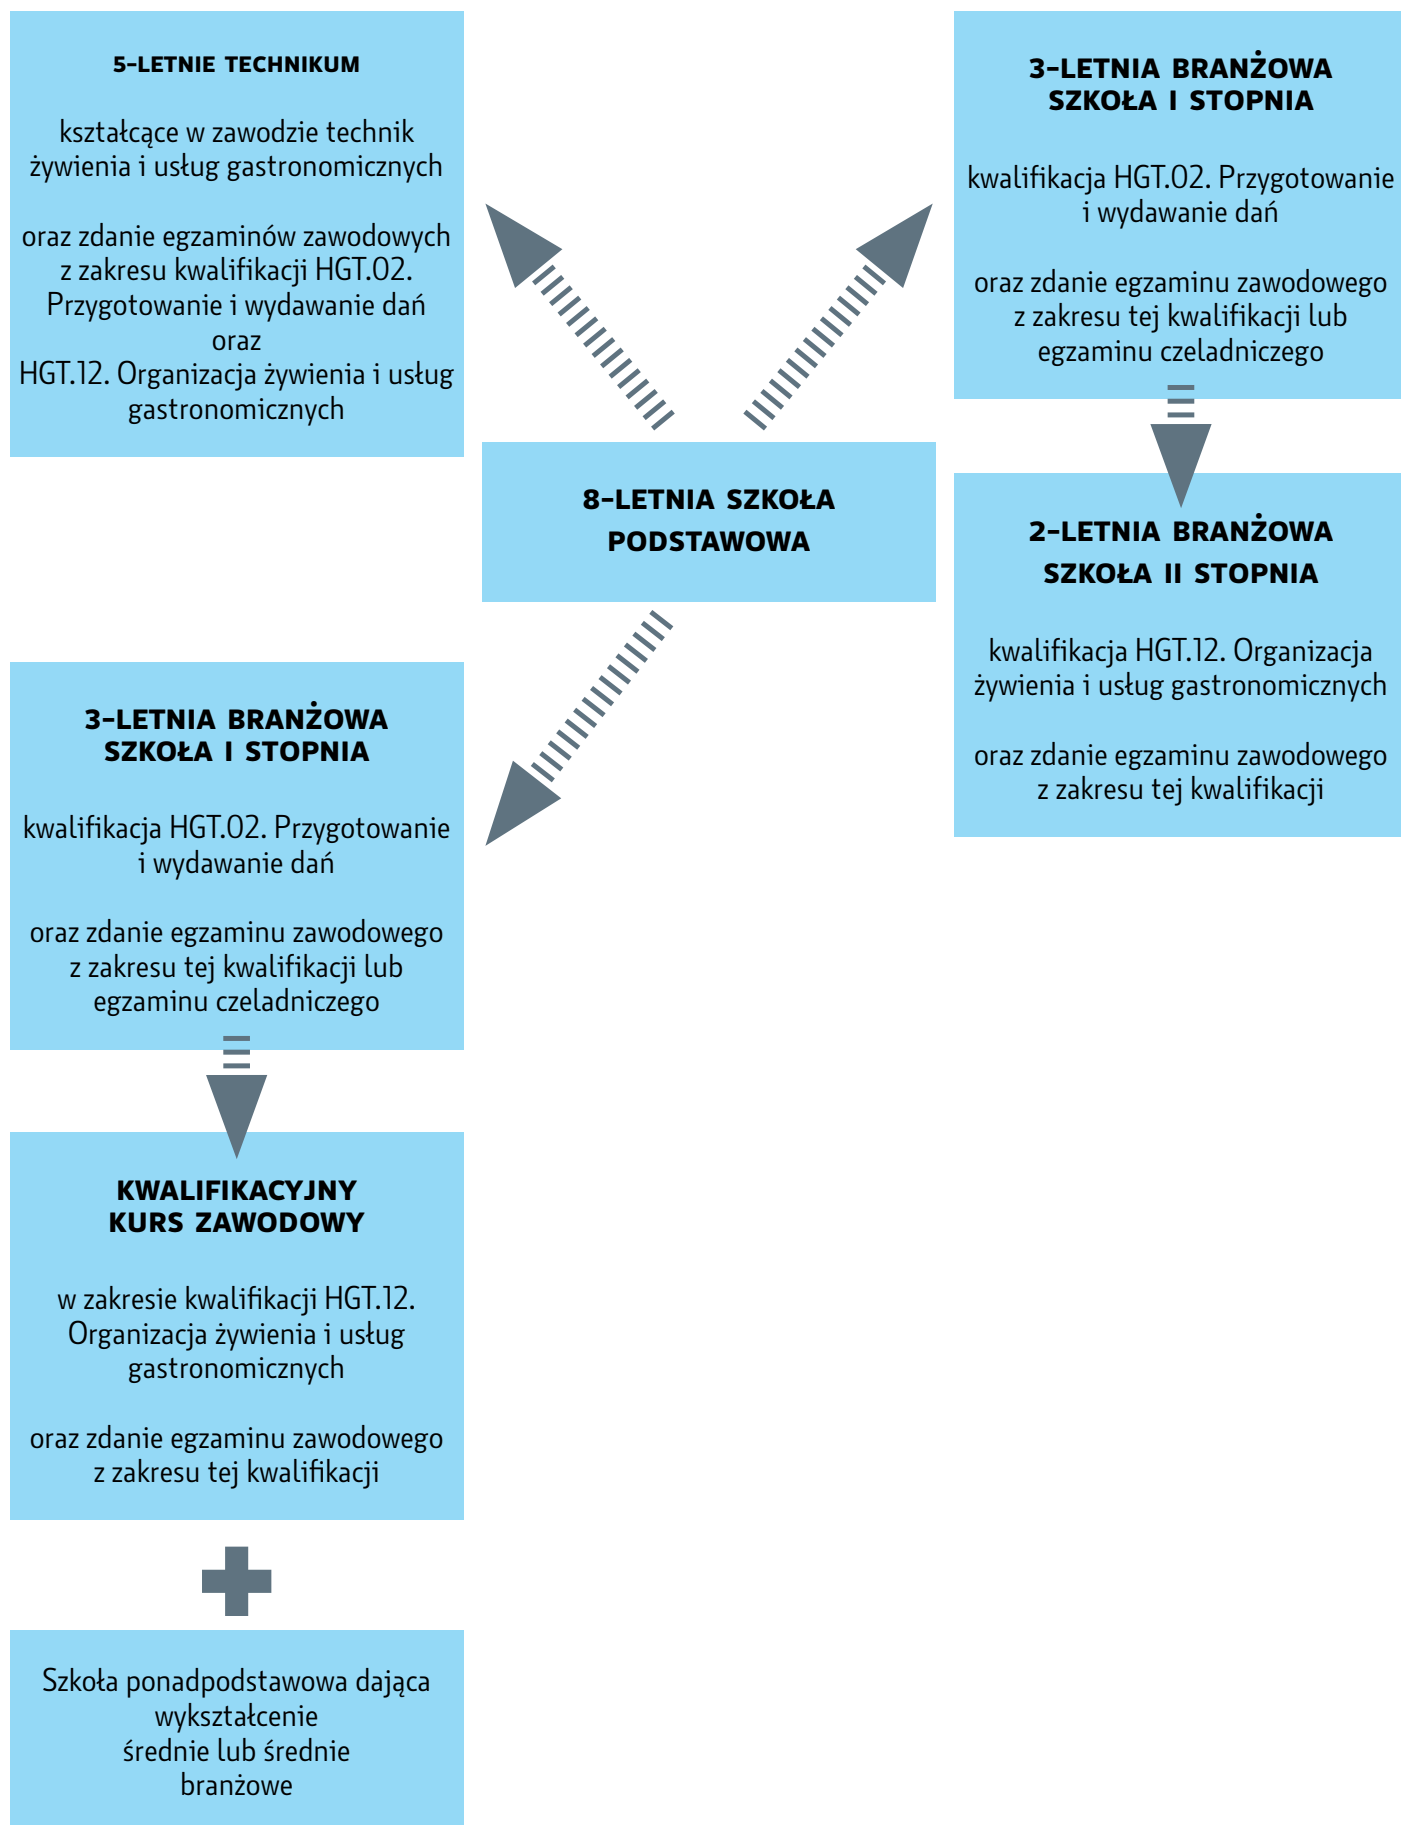 5-LETNIE TECHNIKUM
kształcące w zawodzie technik
żywienia i usług gastronomicznych
oraz zdanie egzaminów zawodowych
z zakresu kwalifikacji HGT.02.
Przygotowanie i wydawanie dań
oraz
HGT.12. Organizacja żywienia i usług
gastronomicznych
3-LETNIA BRANŻOWA
SZKOŁA I STOPNIA
kwalifikacja HGT.02. Przygotowanie
i wydawanie dań
oraz zdanie egzaminu zawodowego
z zakresu tej kwalifikacji lub
egzaminu czeladniczego
8-LETNIA SZKOŁA
PODSTAWOWA
2-LETNIA BRANŻOWA
SZKOŁA II STOPNIA
kwalifikacja HGT.12. Organizacja
żywienia i usług gastronomicznych
oraz zdanie egzaminu zawodowego
z zakresu tej kwalifikacji
3-LETNIA BRANŻOWA
SZKOŁA I STOPNIA
kwalifikacja HGT.02. Przygotowanie
i wydawanie dań
oraz zdanie egzaminu zawodowego
z zakresu tej kwalifikacji lub
egzaminu czeladniczego
KWALIFIKACYJNY
KURS ZAWODOWY
w zakresie kwalifikacji HGT.12.
Organizacja żywienia i usług
gastronomicznych
oraz zdanie egzaminu zawodowego
z zakresu tej kwalifikacji
Szkoła ponadpodstawowa dająca
wykształcenie
średnie lub średnie
branżowe